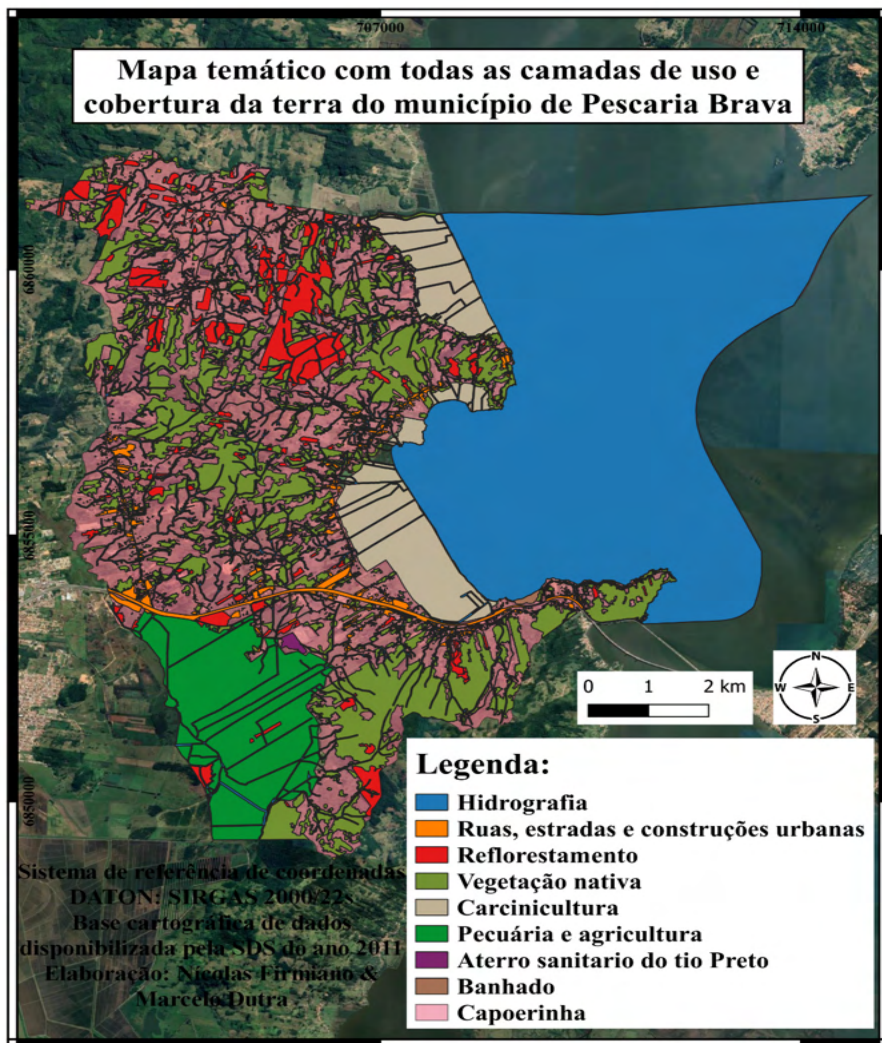 707000
714000
Mapa temático com todas as camadas de uso e
cobertura da terra do município de Pescaria Brava
6860000
6855000
6850000
0 1 2 km
N
W E
S
Legenda:
Hidrografia
Ruas, estradas e construções urbanas
Reflorestamento
Vegetação nativa
Carcinicultura
Pecuária e agricultura
Aterro sanitario do tio Preto
Banhado
Capoerinha
Sistema de referência de coordenadas
DATON: SIRGAS 2000/22s
Base cartográfica de dados
disponibilizada pela SDS do ano 2011
Elaboração: Nícolas Firmiano &
Marcelo Dutra